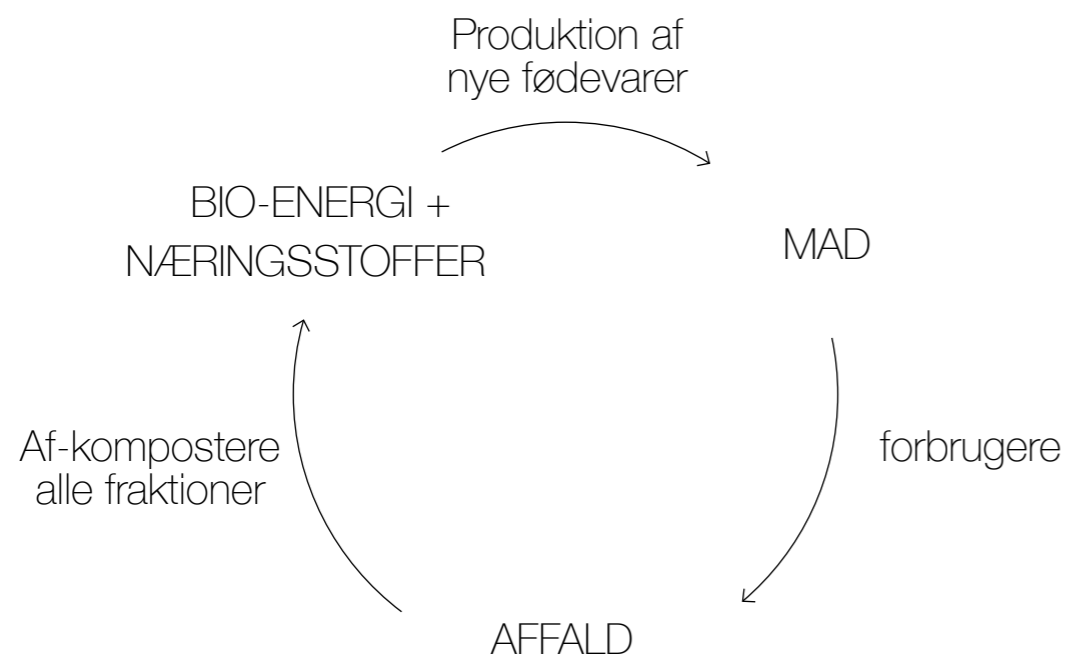 Produktion af
nye fødevarer
BIO-ENERGI +
NÆRINGSSTOFFER
MAD
Af-kompostere
alle fraktioner
forbrugere
AFFALD